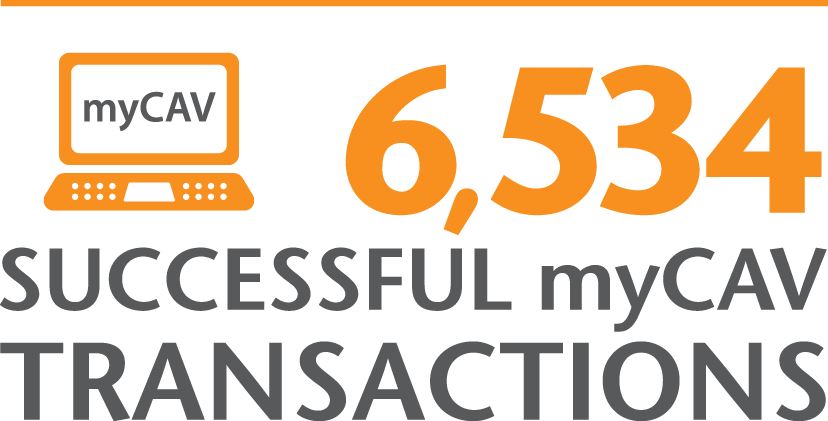 myCAV
6,534
SUCCESSFUL myCAV
TRANSACTIONS